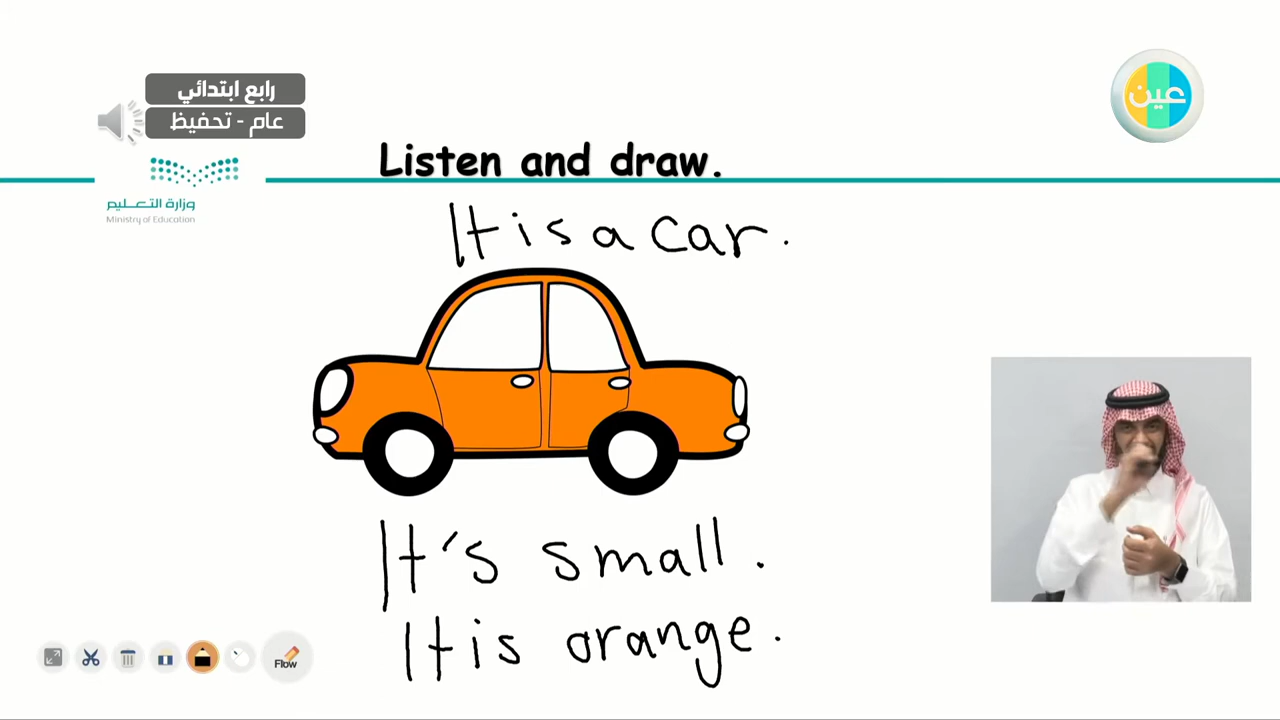 رابع ابتدائي
عام - تحفيظ
عين
وزارة التعليم
Ministry of Education
Listen and draw.
It is a car.
It's small.
It is orange.
Flow